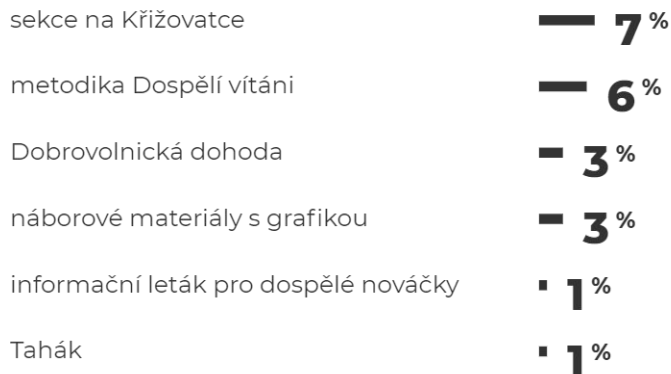 sekce na Křižovatce 7 %
metodika Dospělí vítáni 6 %
Dobrovolnická dohoda 3 %
náborové materiály s grafikou 3 %
informační leták pro dospělé nováčky 1 %
Tahák 1 %